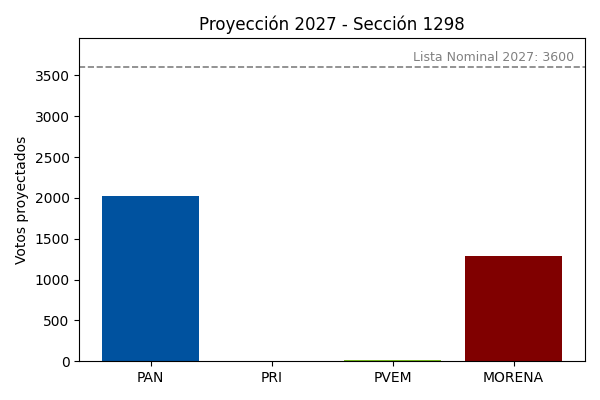 Proyección 2027 - Sección 1298
Lista Nominal 2027: 3600
Votos proyectados
3500
3000
2500
2000
1500
1000
500
0
PAN PRI PVEM MORENA